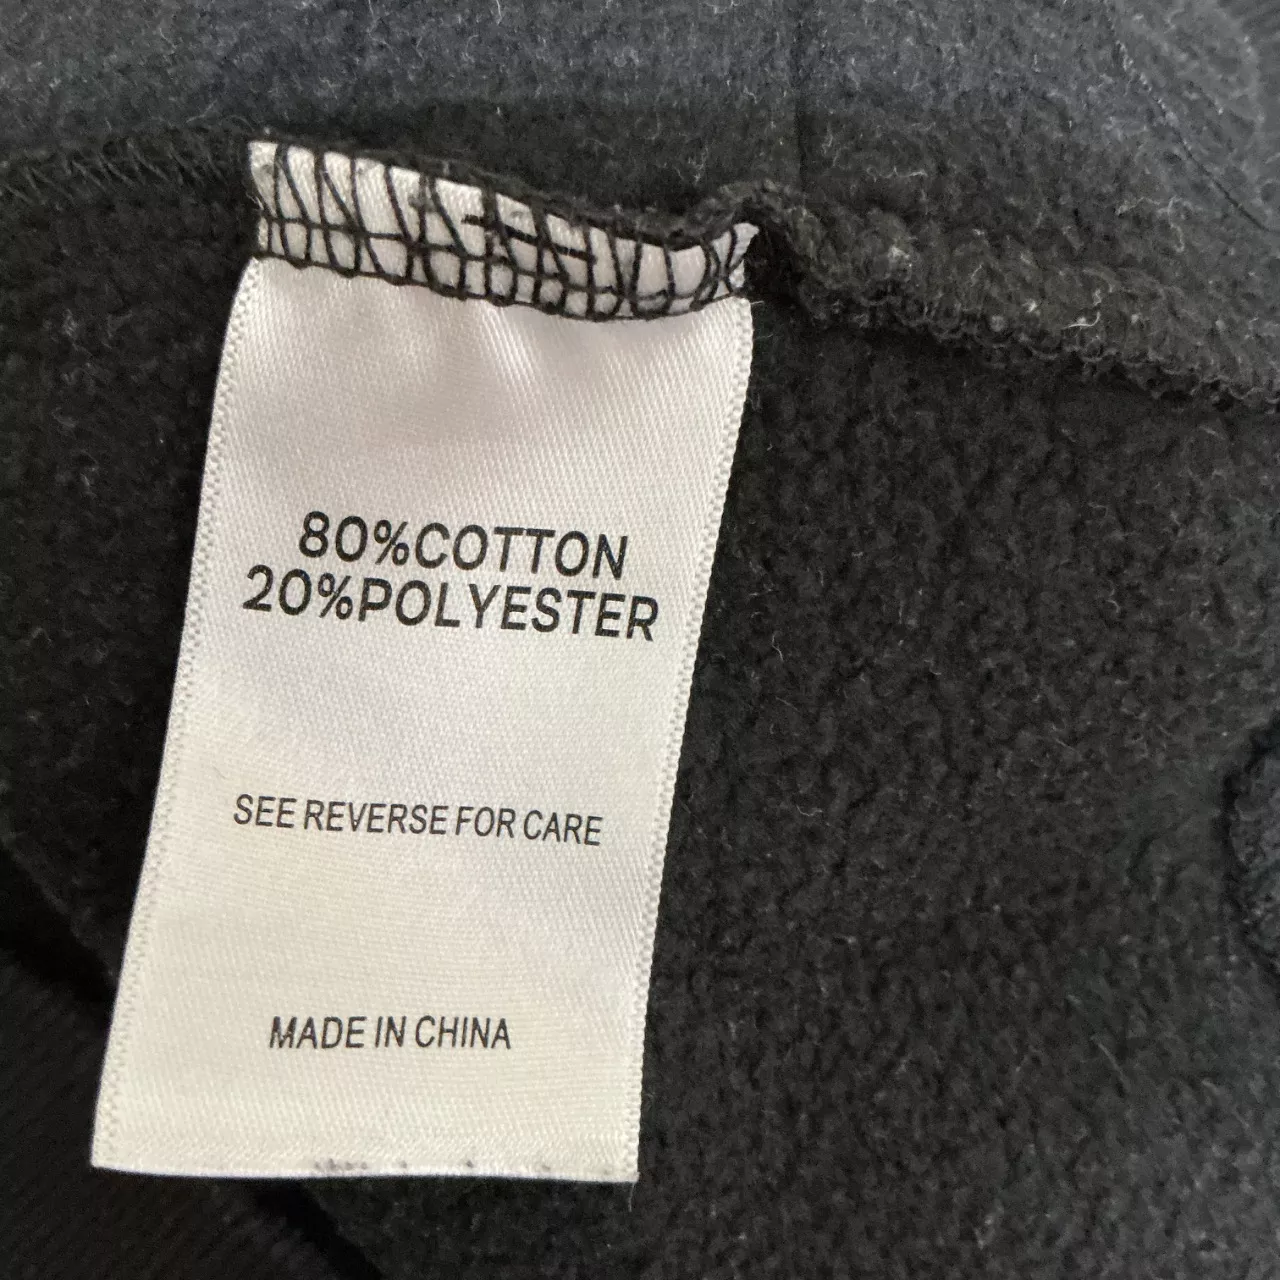 80%COTTON
20%POLYESTER
SEE REVERSE FOR CARE
MADE IN CHINA